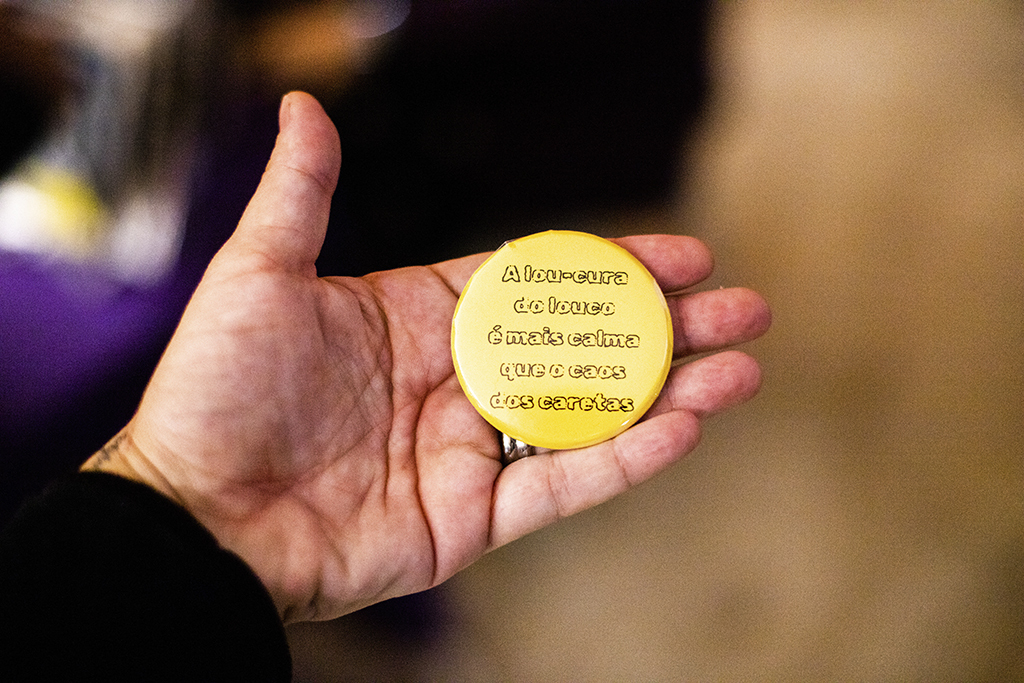 A lou-cura
do louco
é mais calma
que o caos
dos caretas